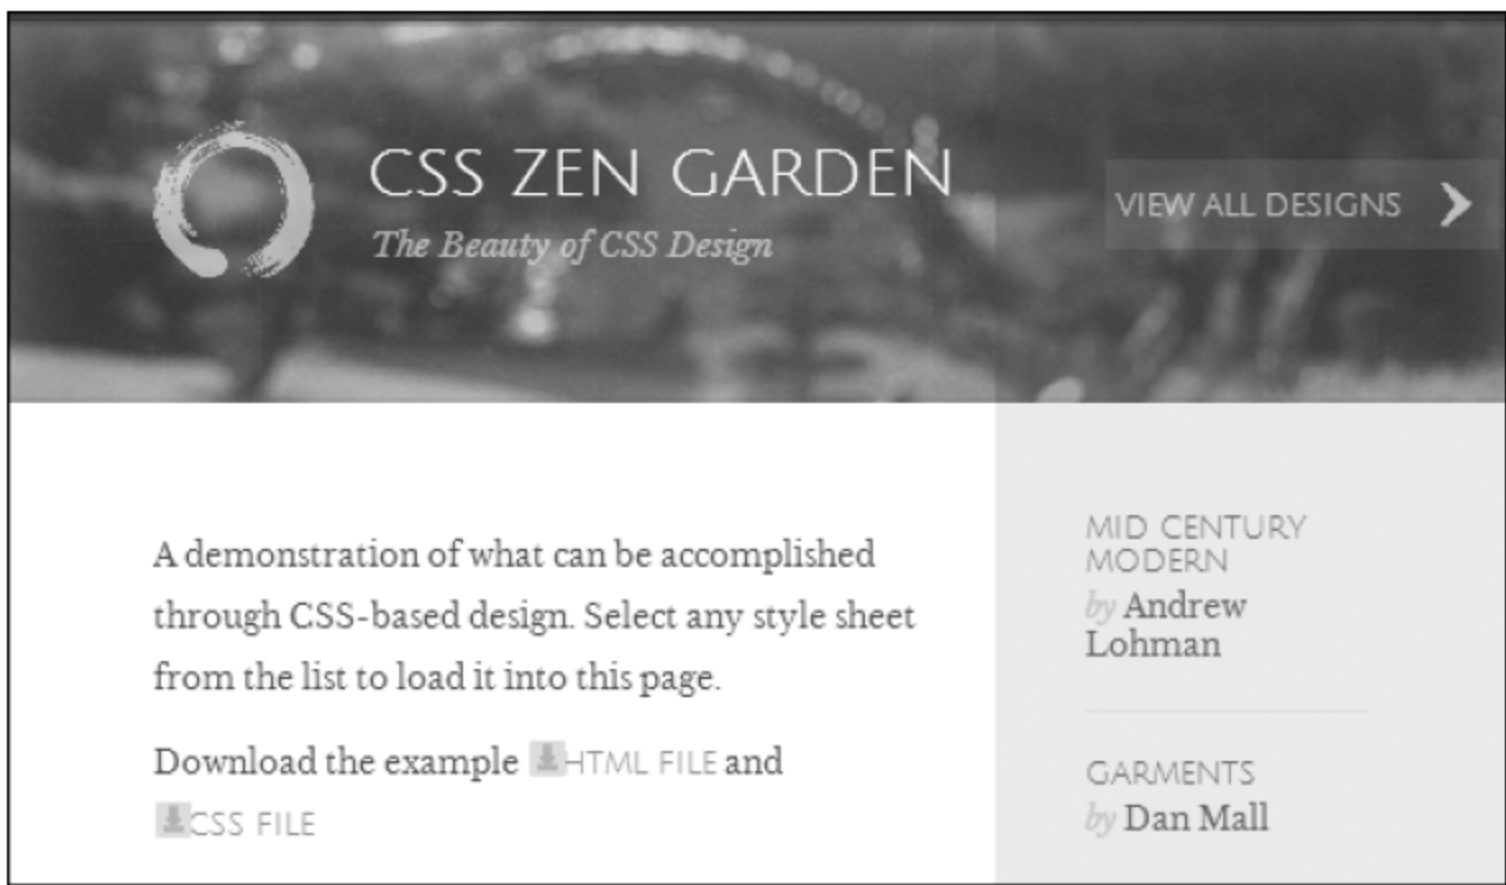 CSS ZEN GARDEN
The Beauty of CSS Design
VIEW ALL DESIGNS
A demonstration of what can be accomplished
through CSS-based design. Select any style sheet
from the list to load it into this page.
Download the example HTML FILE and
CSS FILE
MID CENTURY
MODERN
by Andrew
Lohman
GARMENTS
by Dan Mall